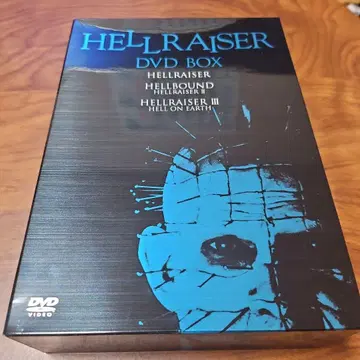 HELLRAISER
DVD BOX
HELLRAISER
HELLBOUND
HELLRAISER II
HELLRAISER III
HELL ON EARTH
DVD
VIDEO